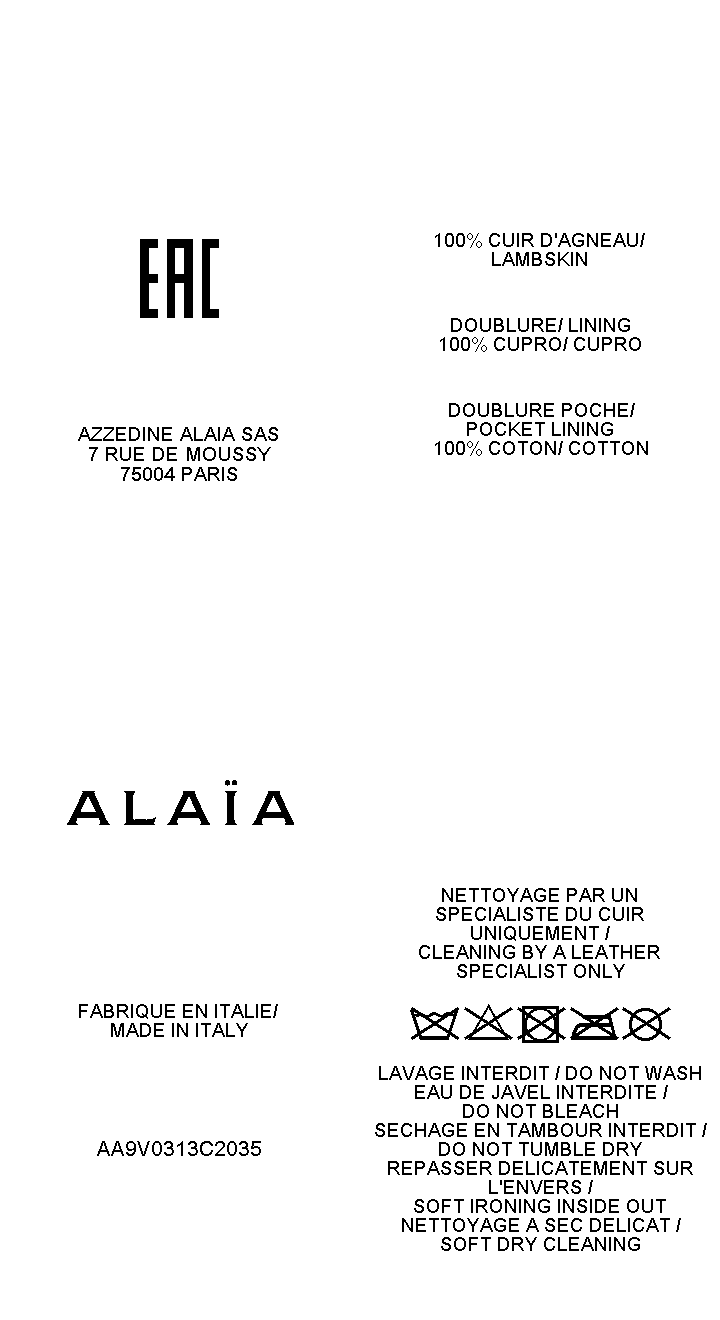 EAC
AZZEDINE ALAIA SAS
7 RUE DE MOUSSY
75004 PARIS
100% CUIR D'AGNEAU/
LAMBSKIN
DOUBLURE/ LINING
100% CUPRO/ CUPRO
DOUBLURE POCHE/
POCKET LINING
100% COTON/ COTTON
ALAÏA
FABRIQUE EN ITALIE/
MADE IN ITALY
AA9V0313C2035
NETTOYAGE PAR UN
SPECIALISTE DU CUIR
UNIQUEMENT /
CLEANING BY A LEATHER
SPECIALIST ONLY
LAVAGE INTERDIT / DO NOT WASH
EAU DE JAVEL INTERDITE /
DO NOT BLEACH
SECHAGE EN TAMBOUR INTERDIT /
DO NOT TUMBLE DRY
REPASSER DELICATEMENT SUR
L'ENVERS /
SOFT IRONING INSIDE OUT
NETTOYAGE A SEC DELICAT /
SOFT DRY CLEANING